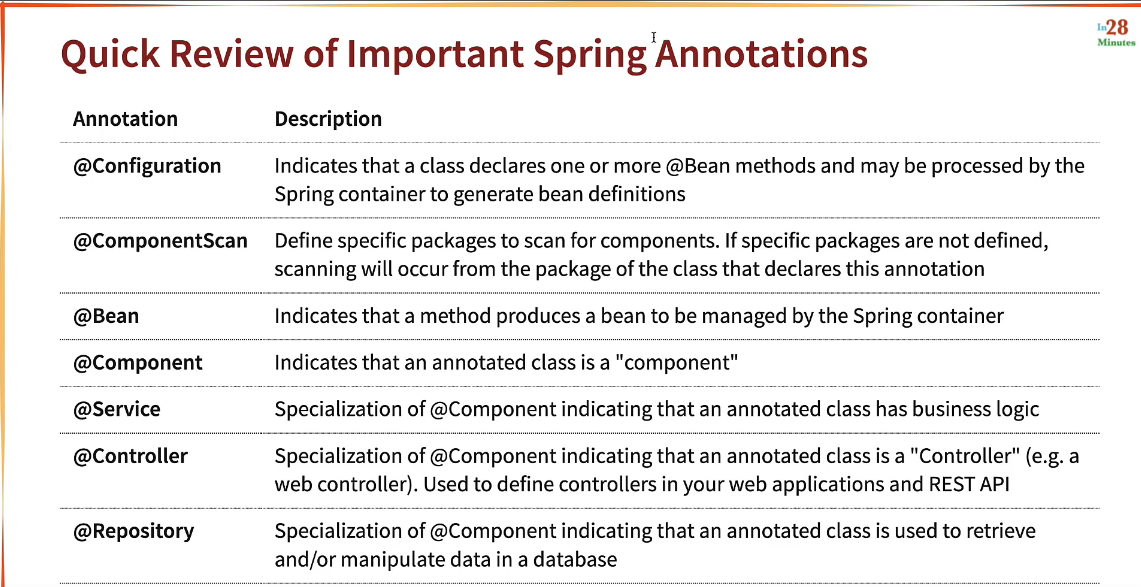 Quick Review of Important Spring Annotations
In28
Minutes
Annotation Description
@Configuration Indicates that a class declares one or more @Bean methods and may be processed by the
Spring container to generate bean definitions
@ComponentScan Define specific packages to scan for components. If specific packages are not defined,
scanning will occur from the package of the class that declares this annotation
@Bean Indicates that a method produces a bean to be managed by the Spring container
@Component Indicates that an annotated class is a "component"
@Service Specialization of @Component indicating that an annotated class has business logic
@Controller Specialization of @Component indicating that an annotated class is a "Controller" (e.g. a
web controller). Used to define controllers in your web applications and REST API
@Repository Specialization of @Component indicating that an annotated class is used to retrieve
and/or manipulate data in a database